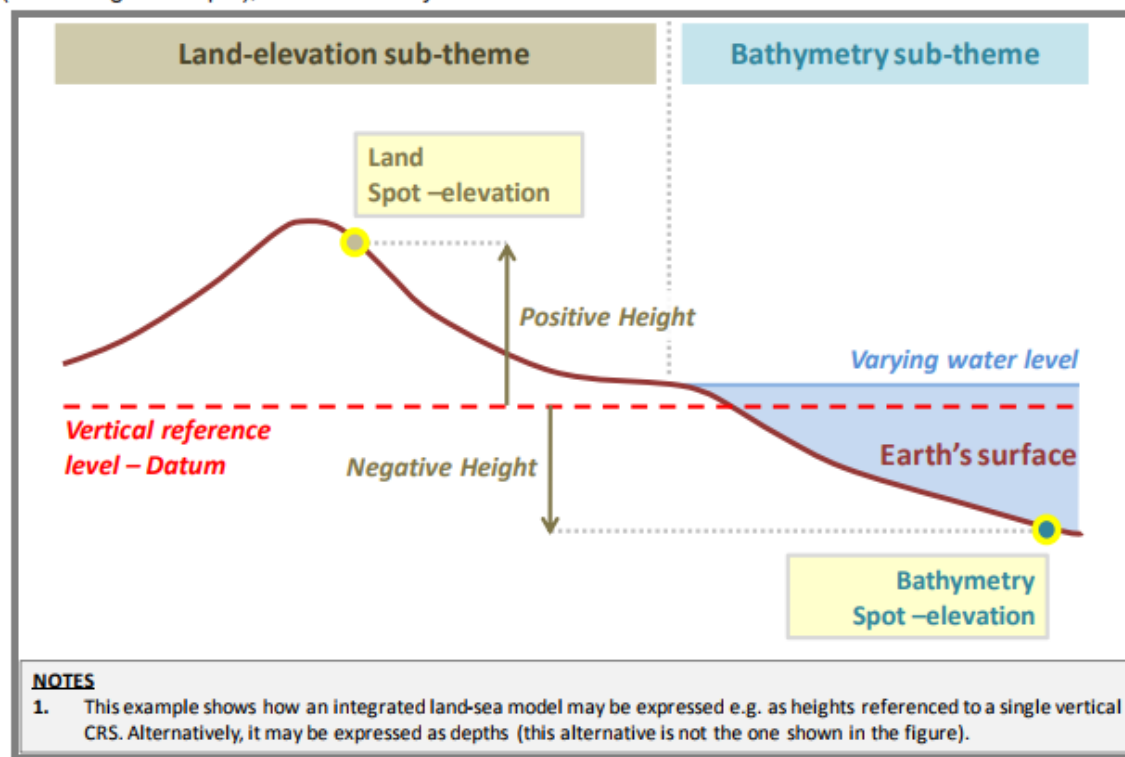 Land-elevation sub-theme
Bathymetry sub-theme
Land
Spot –elevation
Positive Height
Varying water level
Vertical reference
level – Datum
Negative Height
Earth's surface
Bathymetry
Spot –elevation
NOTES
1. This example shows how an integrated land-sea model may be expressed e.g. as heights referenced to a single vertical
CRS. Alternatively, it may be expressed as depths (this alternative is not the one shown in the figure).